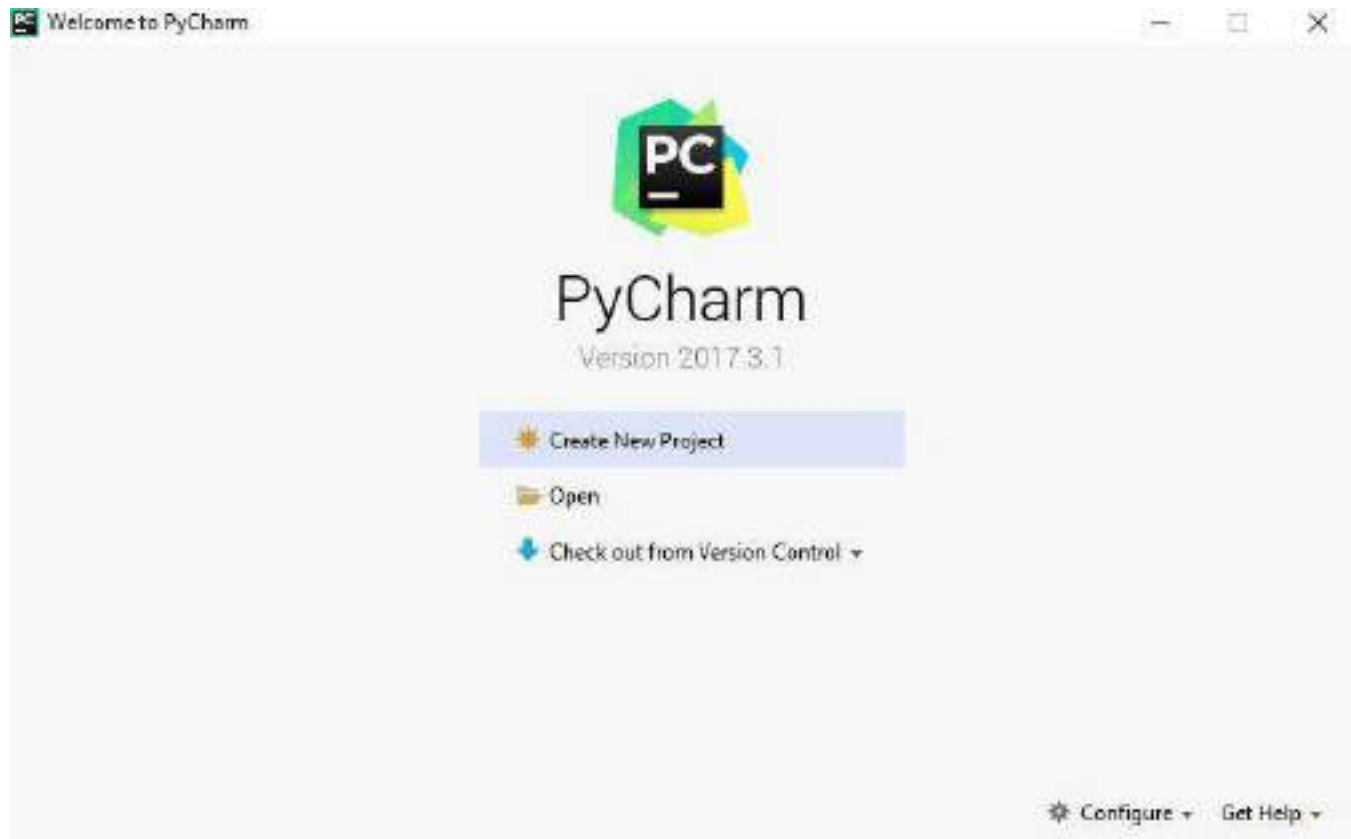 Welcome to PyCharm
PC
PyCharm
Version 2017.3.1
Create New Project
Open
Check out from Version Control
Configure Get Help